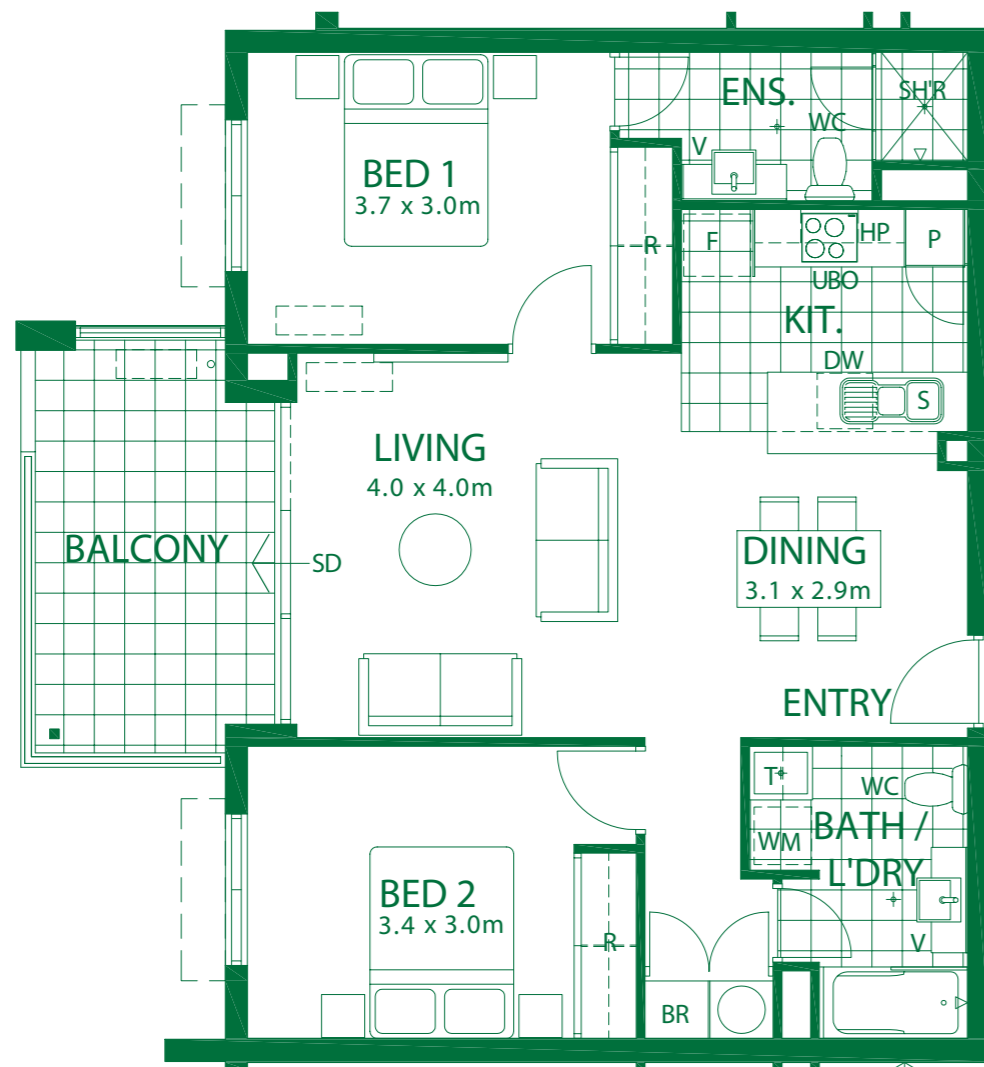 ENS.
SH'R
WC
V
BED 1
3.7 x 3.0m
R
F
HP
P
UBO
KIT.
DW
S
LIVING
4.0 x 4.0m
BALCONY
SD
DINING
3.1 x 2.9m
ENTRY
T
WC
WM
BATH /
L'DRY
BED 2
3.4 x 3.0m
R
V
BR